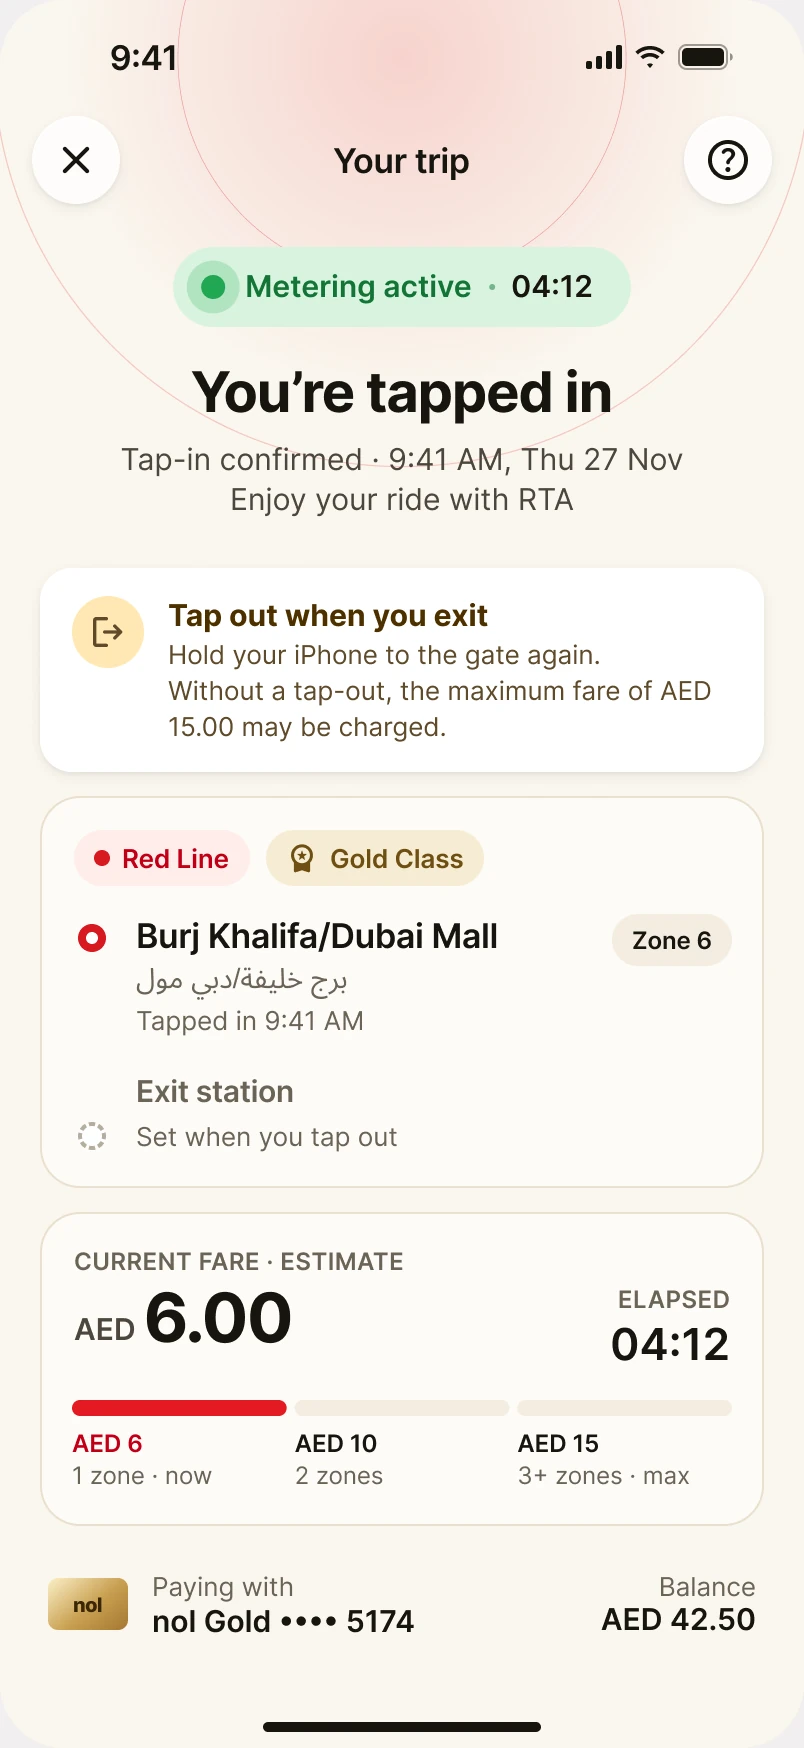 9:41
Your trip
Metering active · 04:12
You’re tapped in
Tap-in confirmed · 9:41 AM, Thu 27 Nov
Enjoy your ride with RTA
Tap out when you exit
Hold your iPhone to the gate again.
Without a tap-out, the maximum fare of AED
15.00 may be charged.
Red Line
Gold Class
Burj Khalifa/Dubai Mall
Zone 6
برج خليفة/دبي مول
Tapped in 9:41 AM
Exit station
Set when you tap out
CURRENT FARE · ESTIMATE
AED 6.00
ELAPSED
04:12
AED 6
1 zone · now
AED 10
2 zones
AED 15
3+ zones · max
nol
Paying with
nol Gold •••• 5174
Balance
AED 42.50